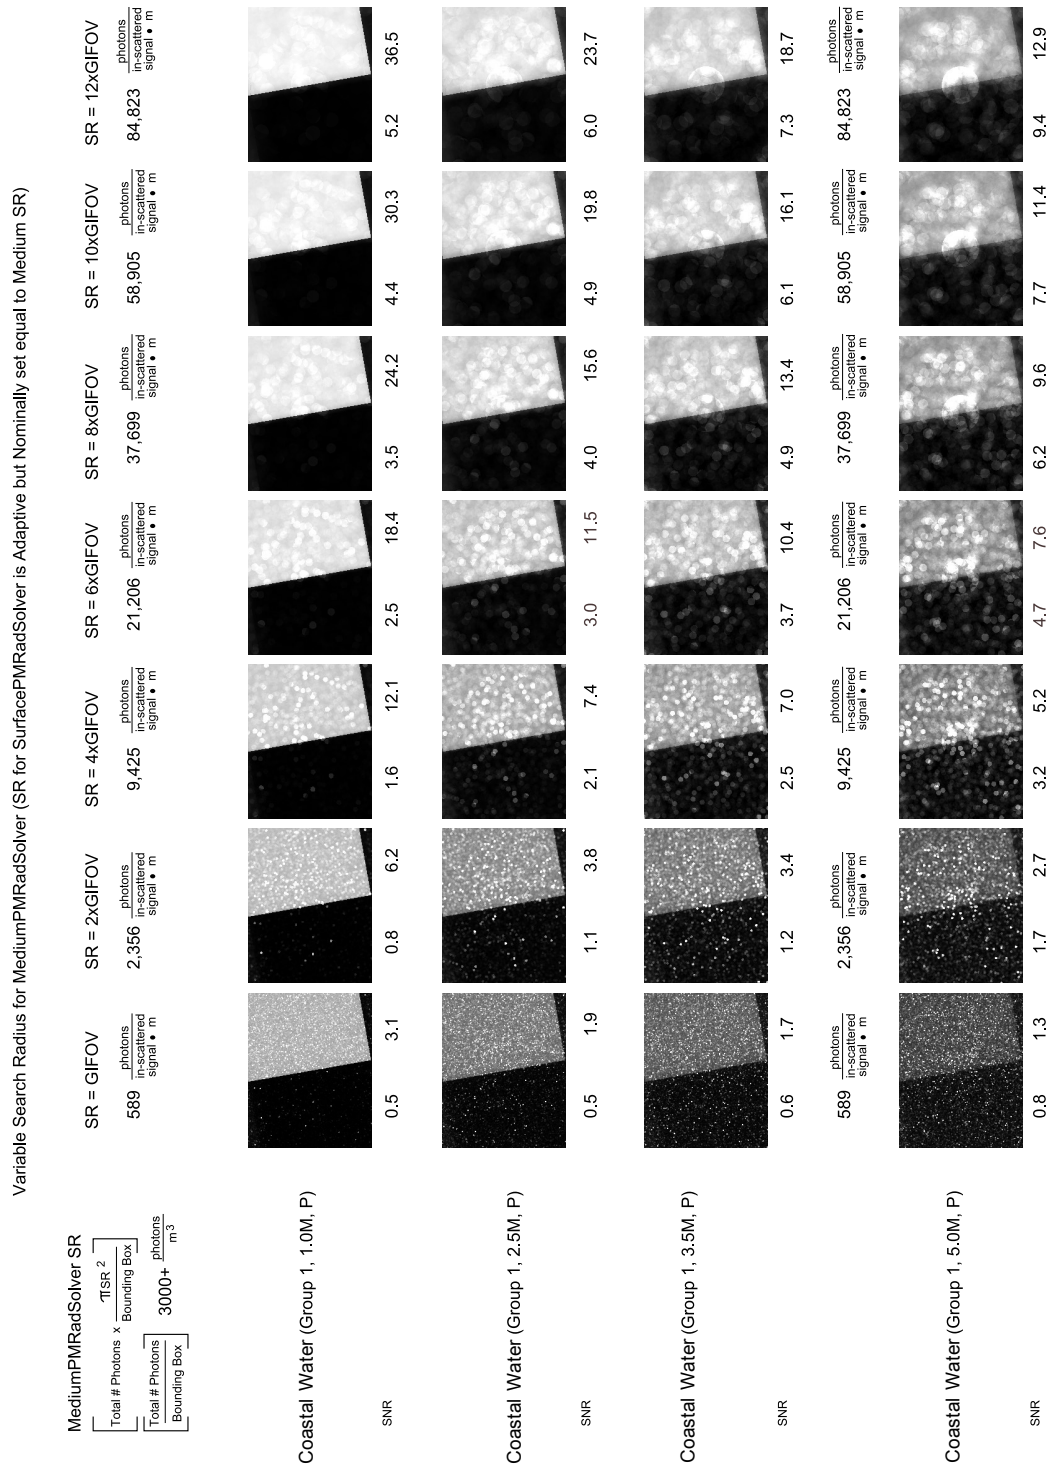 Variable Search Radius for MediumPMRadSolver (SR for SurfacePMRadSolver is Adaptive but Nominally set equal to Medium SR)
MediumPMRadSolver SR
SR = GIFOV
SR = 2xGIFOV
SR = 4xGIFOV
SR = 6xGIFOV
SR = 8xGIFOV
SR = 10xGIFOV
SR = 12xGIFOV
[Total # Photons x πSR² / Bounding Box]
589 photons / in-scattered signal • m
2,356 photons / in-scattered signal • m
9,425 photons / in-scattered signal • m
21,206 photons / in-scattered signal • m
37,699 photons / in-scattered signal • m
58,905 photons / in-scattered signal • m
84,823 photons / in-scattered signal • m
[Total # Photons / Bounding Box] 3000+ photons / m³
Coastal Water (Group 1, 1.0M, P)
SNR 0.5 3.1 0.8 6.2 1.6 12.1 2.5 18.4 3.5 24.2 4.4 30.3 5.2 36.5
Coastal Water (Group 1, 2.5M, P)
SNR 0.5 1.9 1.1 3.8 2.1 7.4 3.0 11.5 4.0 15.6 4.9 19.8 6.0 23.7
Coastal Water (Group 1, 3.5M, P)
SNR 0.6 1.7 1.2 3.4 2.5 7.0 3.7 10.4 4.9 13.4 6.1 16.1 7.3 18.7
589 photons / in-scattered signal • m
2,356 photons / in-scattered signal • m
9,425 photons / in-scattered signal • m
21,206 photons / in-scattered signal • m
37,699 photons / in-scattered signal • m
58,905 photons / in-scattered signal • m
84,823 photons / in-scattered signal • m
Coastal Water (Group 1, 5.0M, P)
SNR 0.8 1.3 1.7 2.7 3.2 5.2 4.7 7.6 6.2 9.6 7.7 11.4 9.4 12.9